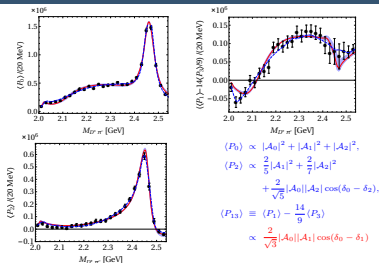 ×10⁶
1.5
1.0
0.5
0.0
⟨P₀⟩/(20 MeV)
2.0 2.1 2.2 2.3 2.4 2.5
M_{D⁺π⁻} [GeV]
×10⁶
0.15
0.10
0.05
0.00
-0.05
(⟨P₁⟩−14⟨P₃⟩/9)/(20 MeV)
2.0 2.1 2.2 2.3 2.4 2.5
M_{D⁺π⁻} [GeV]
×10⁶
0.6
0.4
0.2
0.0
-0.1
⟨P₂⟩/(20 MeV)
2.0 2.1 2.2 2.3 2.4 2.5
M_{D⁺π⁻} [GeV]
⟨P₀⟩ ∝ |𝒜₀|² + |𝒜₁|² + |𝒜₂|²,
⟨P₂⟩ ∝ 2/5 |𝒜₁|² + 2/7 |𝒜₂|²
+ 2/√5 |𝒜₀||𝒜₂| cos(δ₀ − δ₂),
⟨P₁₃⟩ ≡ ⟨P₁⟩ − 14/9 ⟨P₃⟩
∝ 2/√3 |𝒜₀||𝒜₁| cos(δ₀ − δ₁)